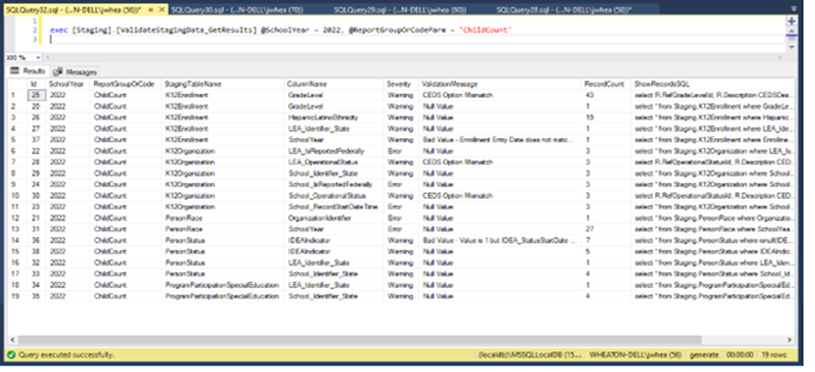 SQLQuery32.sql - (...N-DELL\jwhea (56))* SQLQuery30.sql - (...N-DELL\jwhea (70)) SQLQuery29.sql - (...N-DELL\jwhea (60)) SQLQuery28.sql - (...N-DELL\jwhea (58))*
1
2 exec [Staging].[ValidateStagingData_GetResults] @SchoolYear = 2022, @ReportGroupOrCodeParm = 'ChildCount'
3
Results Messages
Id SchoolYear ReportGroupOrCode StagingTableName ColumnName Severity ValidationMessage RecordCount ShowRecordsSQL
1 25 2022 ChildCount K12Enrollment GradeLevel Warning CEDS Option Mismatch 43 select R.RefGradeLevelId, R.Description CEDSDes...
2 20 2022 ChildCount K12Enrollment GradeLevel Warning Null Value 1 select * from Staging.K12Enrollment where GradeLe...
3 26 2022 ChildCount K12Enrollment HispanicLatinoEthnicity Warning Null Value 19 select * from Staging.K12Enrollment where Hispanic...
4 27 2022 ChildCount K12Enrollment LEA_Identifier_State Warning Null Value 1 select * from Staging.K12Enrollment where LEA_Ide...
5 37 2022 ChildCount K12Enrollment SchoolYear Warning Bad Value - Enrollment Entry Date does not matc... 1 select * from Staging.K12Enrollment where Enrollme...
6 22 2022 ChildCount K12Organization LEA_IsReportedFederally Error Null Value 3 select * from Staging.K12Organization where LEA_Is...
7 28 2022 ChildCount K12Organization LEA_OperationalStatus Warning CEDS Option Mismatch 3 select R.RefOperationalStatusId, R.Description CED...
8 29 2022 ChildCount K12Organization School_Identifier_State Warning Null Value 3 select * from Staging.K12Organization where School...
9 24 2022 ChildCount K12Organization School_IsReportedFederally Error Null Value 3 select * from Staging.K12Organization where School...
10 30 2022 ChildCount K12Organization School_OperationalStatus Warning CEDS Option Mismatch 3 select R.RefOperationalStatusId, R.Description CED...
11 23 2022 ChildCount K12Organization School_RecordStartDateTime Error Null Value 3 select * from Staging.K12Organization where School...
12 21 2022 ChildCount PersonRace OrganizationIdentifier Error Null Value 1 select * from Staging.PersonRace where Organizatio...
13 31 2022 ChildCount PersonRace SchoolYear Error Null Value 27 select * from Staging.PersonRace where SchoolYea...
14 36 2022 ChildCount PersonStatus IDEAIndicator Warning Bad Value - Value is 1 but IDEA_StatusStartDate ... 7 select * from Staging.PersonStatus where isnull(IDE...
15 38 2022 ChildCount PersonStatus IDEAIndicator Warning Null Value 5 select * from Staging.PersonStatus where IDEAIndic...
16 32 2022 ChildCount PersonStatus LEA_Identifier_State Warning Null Value 1 select * from Staging.PersonStatus where LEA_Iden...
17 33 2022 ChildCount PersonStatus School_Identifier_State Warning Null Value 4 select * from Staging.PersonStatus where School_Id...
18 34 2022 ChildCount ProgramParticipationSpecialEducation LEA_Identifier_State Warning Null Value 1 select * from Staging.ProgramParticipationSpecialEd...
19 35 2022 ChildCount ProgramParticipationSpecialEducation School_Identifier_State Warning Null Value 4 select * from Staging.ProgramParticipationSpecialEd...
Query executed successfully. (localdb)\MSSQLLocalDB (15... WHEATON-DELL\jwhea (56) generate 00:00:00 19 rows